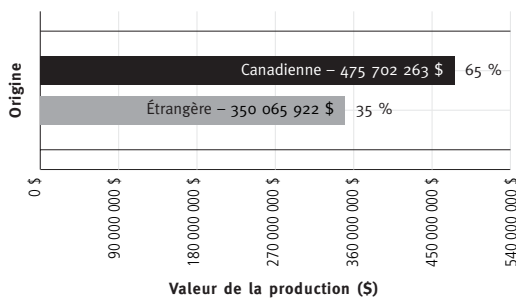 Origine
Canadienne – 475 702 263 $ 65 %
Étrangère – 350 065 922 $ 35 %
0 $
90 000 000 $
180 000 000 $
270 000 000 $
360 000 000 $
450 000 000 $
540 000 000 $
Valeur de la production ($)